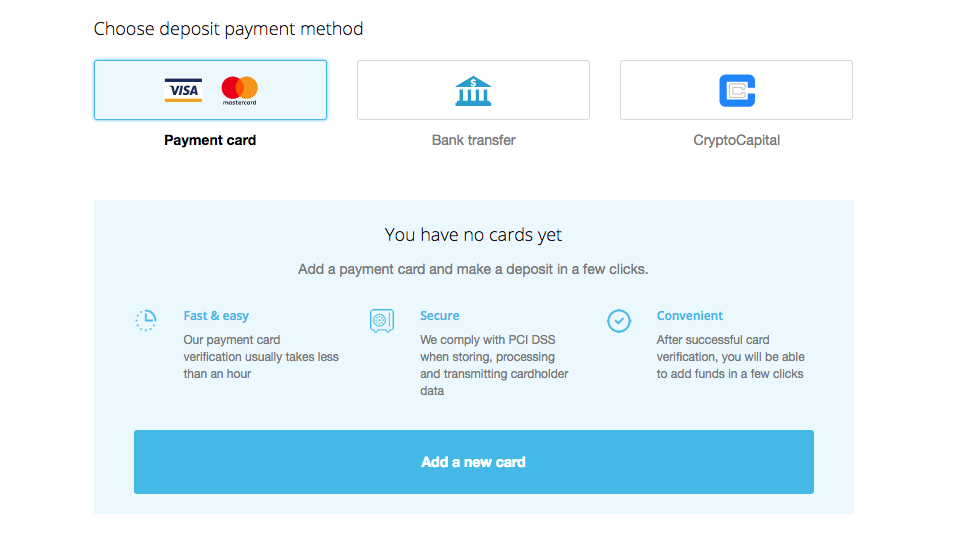 Choose deposit payment method
VISA
mastercard
$
Payment card
Bank transfer
CryptoCapital
You have no cards yet
Add a payment card and make a deposit in a few clicks.
Fast & easy
Our payment card
verification usually takes less
than an hour
Secure
We comply with PCI DSS
when storing, processing
and transmitting cardholder
data
Convenient
After successful card
verification, you will be able
to add funds in a few clicks
Add a new card